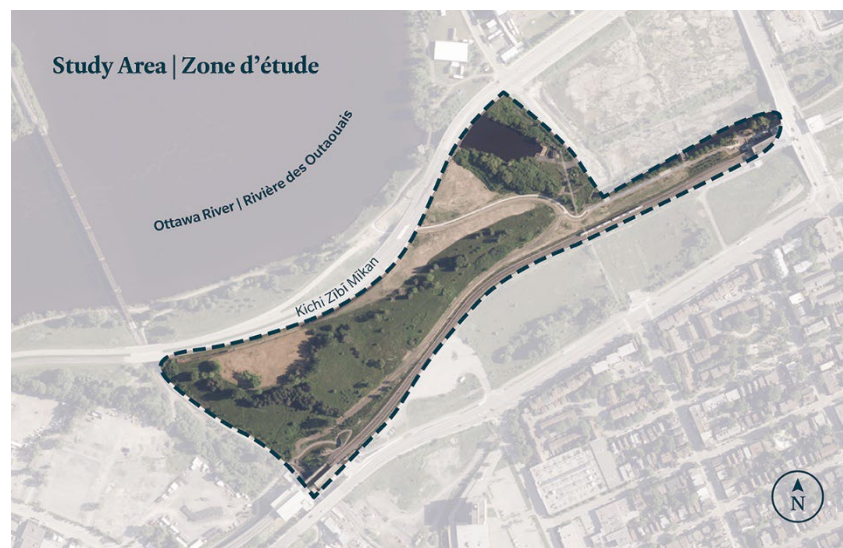 Study Area | Zone d'étude
Ottawa River | Rivière des Outaouais
Kichi Zībī Mīkan
N